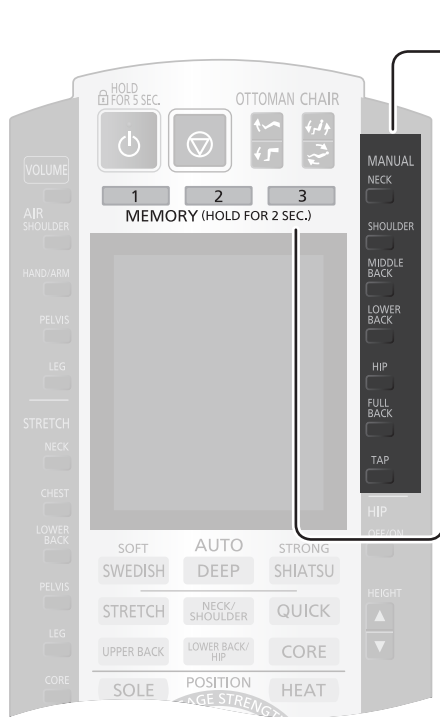 HOLD
FOR 5 SEC.
OTTOMAN CHAIR
VOLUME
1 2 3
MEMORY (HOLD FOR 2 SEC.)
AIR
SHOULDER
HAND/ARM
PELVIS
LEG
STRETCH
NECK
CHEST
LOWER
BACK
PELVIS
LEG
CORE
MANUAL
NECK
SHOULDER
MIDDLE
BACK
LOWER
BACK
HIP
FULL
BACK
TAP
HIP
OFF/ON
HEIGHT
SOFT AUTO STRONG
SWEDISH DEEP SHIATSU
STRETCH NECK/
SHOULDER QUICK
UPPER BACK LOWER BACK/
HIP CORE
SOLE POSITION HEAT